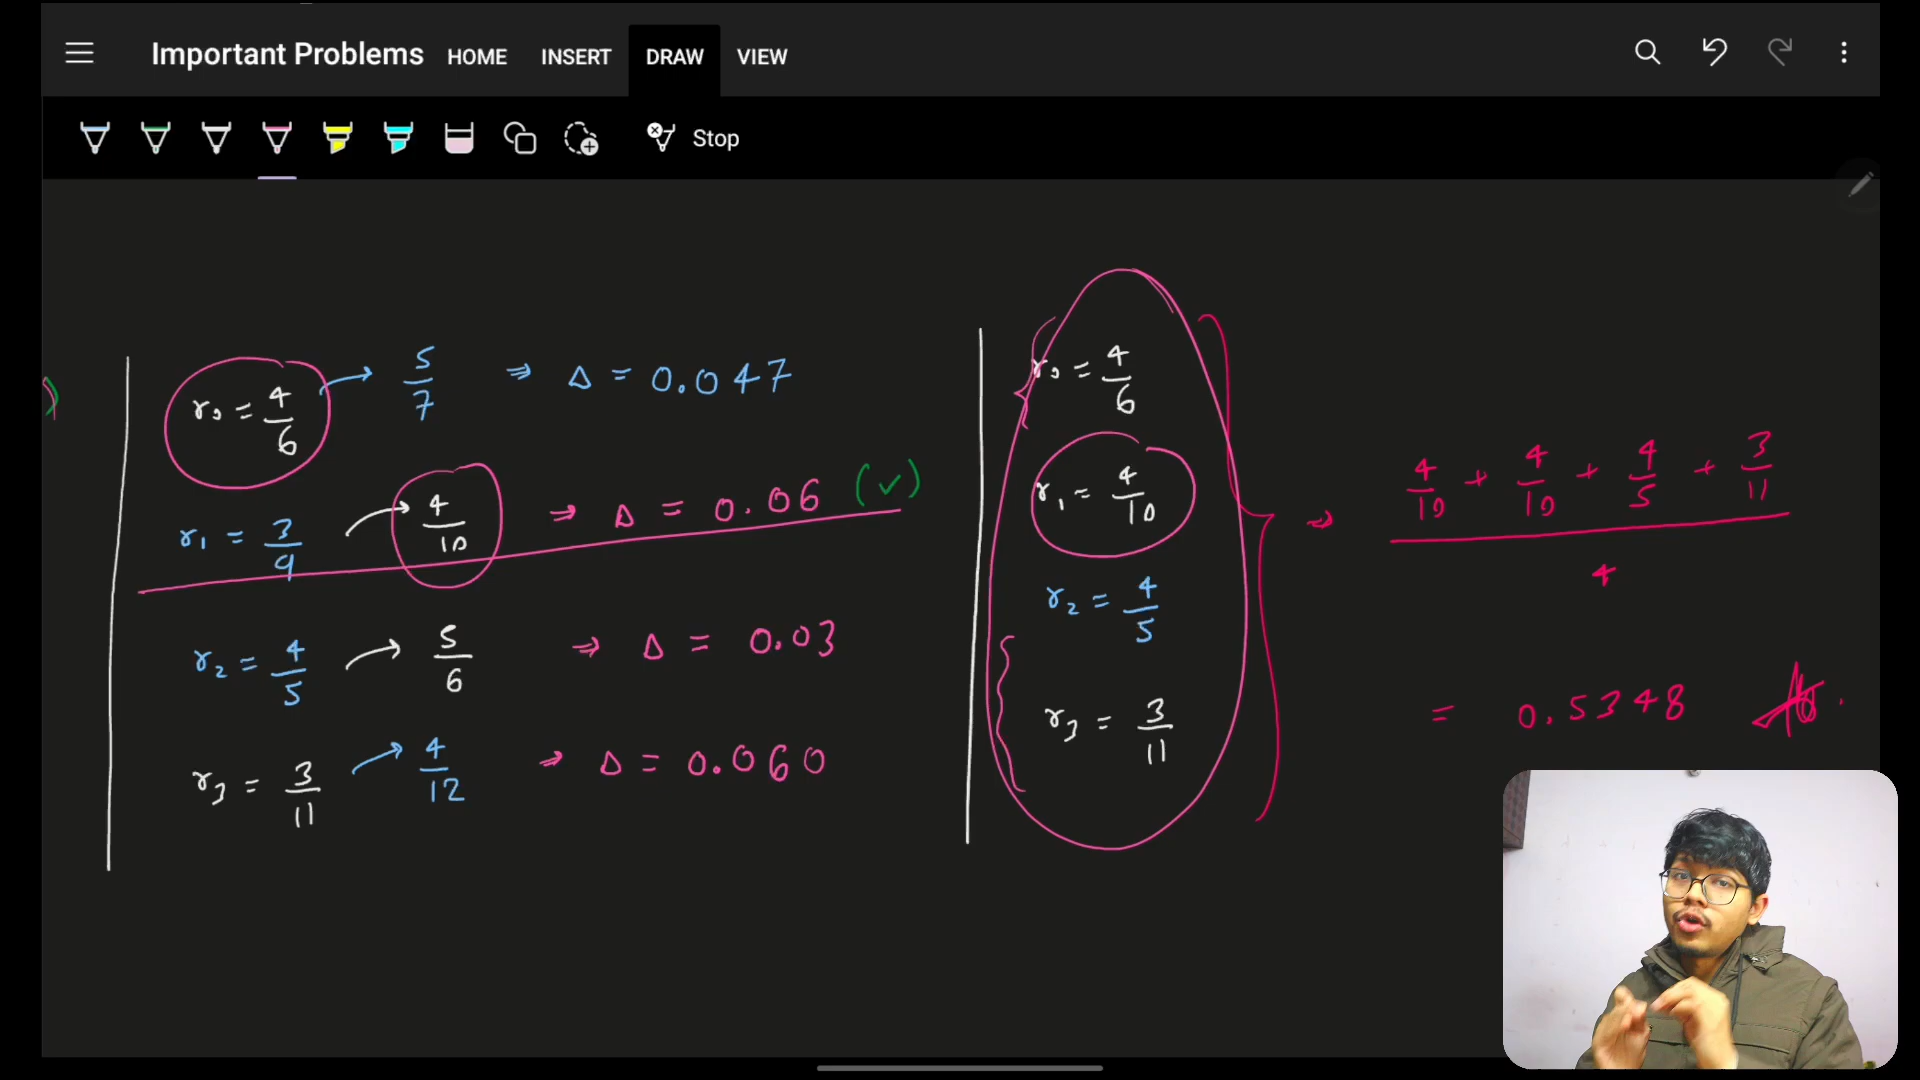 Important Problems HOME INSERT DRAW VIEW
Stop
r₀ = 4/6 → 5/7 ⇒ Δ = 0.047
r₁ = 3/9 → 4/10 ⇒ Δ = 0.06 (✓)
r₂ = 4/5 → 5/6 ⇒ Δ = 0.03
r₃ = 3/11 → 4/12 ⇒ Δ = 0.060
r₀ = 4/6
r₁ = 4/10
r₂ = 4/5
r₃ = 3/11
⇒ (4/10 + 4/10 + 4/5 + 3/11) / 4
= 0.5348